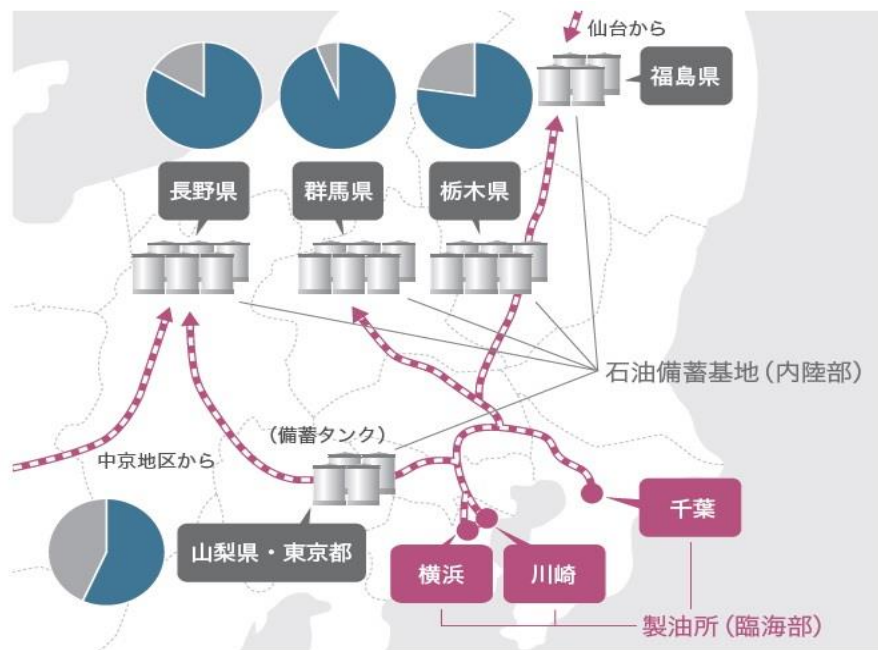 仙台から
福島県
長野県
群馬県
栃木県
石油備蓄基地（内陸部）
（備蓄タンク）
中京地区から
千葉
山梨県・東京都
横浜
川崎
製油所（臨海部）